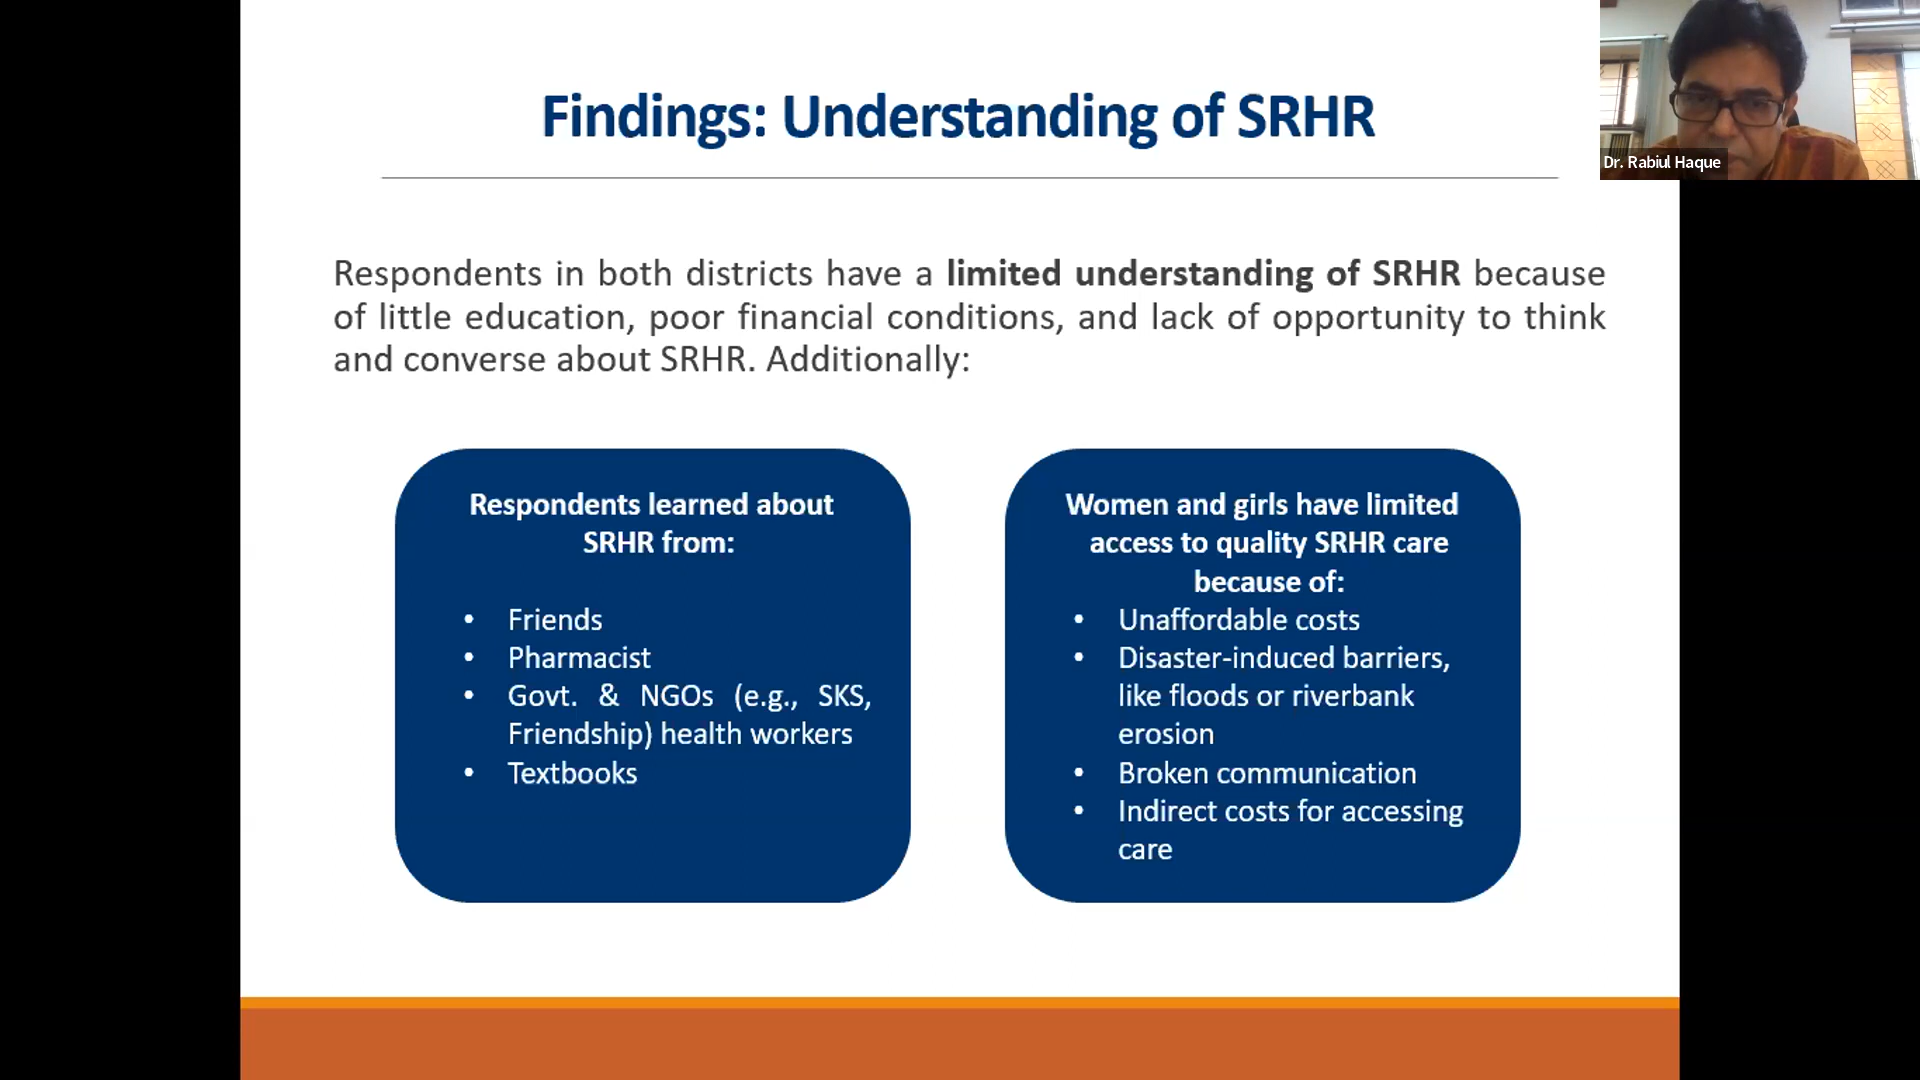 Findings: Understanding of SRHR
Dr. Rabiul Haque
Respondents in both districts have a limited understanding of SRHR because
of little education, poor financial conditions, and lack of opportunity to think
and converse about SRHR. Additionally:
Respondents learned about
SRHR from:
• Friends
• Pharmacist
• Govt. & NGOs (e.g., SKS,
Friendship) health workers
• Textbooks
Women and girls have limited
access to quality SRHR care
because of:
• Unaffordable costs
• Disaster-induced barriers,
like floods or riverbank
erosion
• Broken communication
• Indirect costs for accessing
care